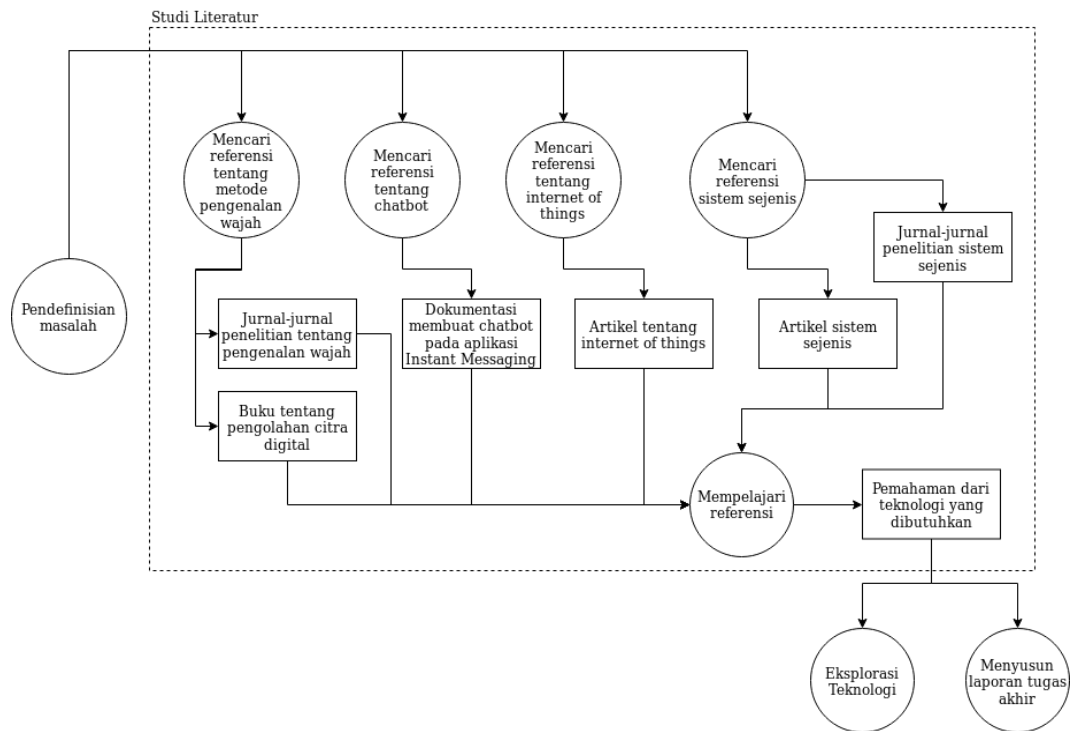 Studi Literatur
Mencari
referensi
tentang
metode
pengenalan
wajah
Mencari
referensi
tentang
chatbot
Mencari
referensi
tentang
internet of
things
Mencari
referensi
sistem sejenis
Jurnal-jurnal
penelitian sistem
sejenis
Pendefinisian
masalah
Jurnal-jurnal
penelitian tentang
pengenalan wajah
Dokumentasi
membuat chatbot
pada aplikasi
Instant Messaging
Artikel tentang
internet of things
Artikel sistem
sejenis
Buku tentang
pengolahan citra
digital
Mempelajari
referensi
Pemahaman dari
teknologi yang
dibutuhkan
Eksplorasi
Teknologi
Menyusun
laporan tugas
akhir